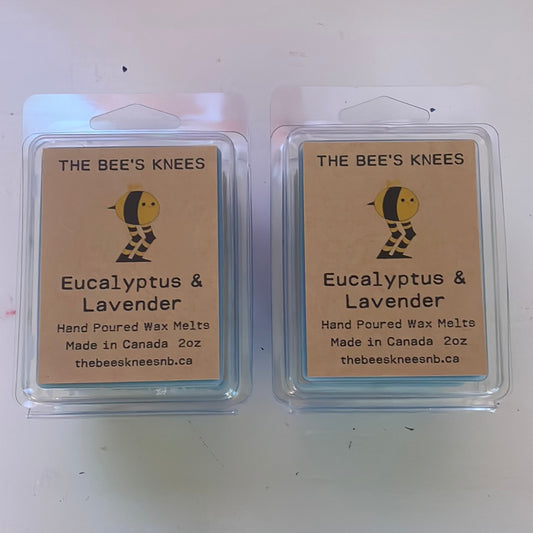 THE BEE'S KNEES
Eucalyptus &
Lavender
Hand Poured Wax Melts
Made in Canada 2oz
thebeeskneesnb.ca
THE BEE'S KNEES
Eucalyptus &
Lavender
Hand Poured Wax Melts
Made in Canada 2oz
thebeeskneesnb.ca